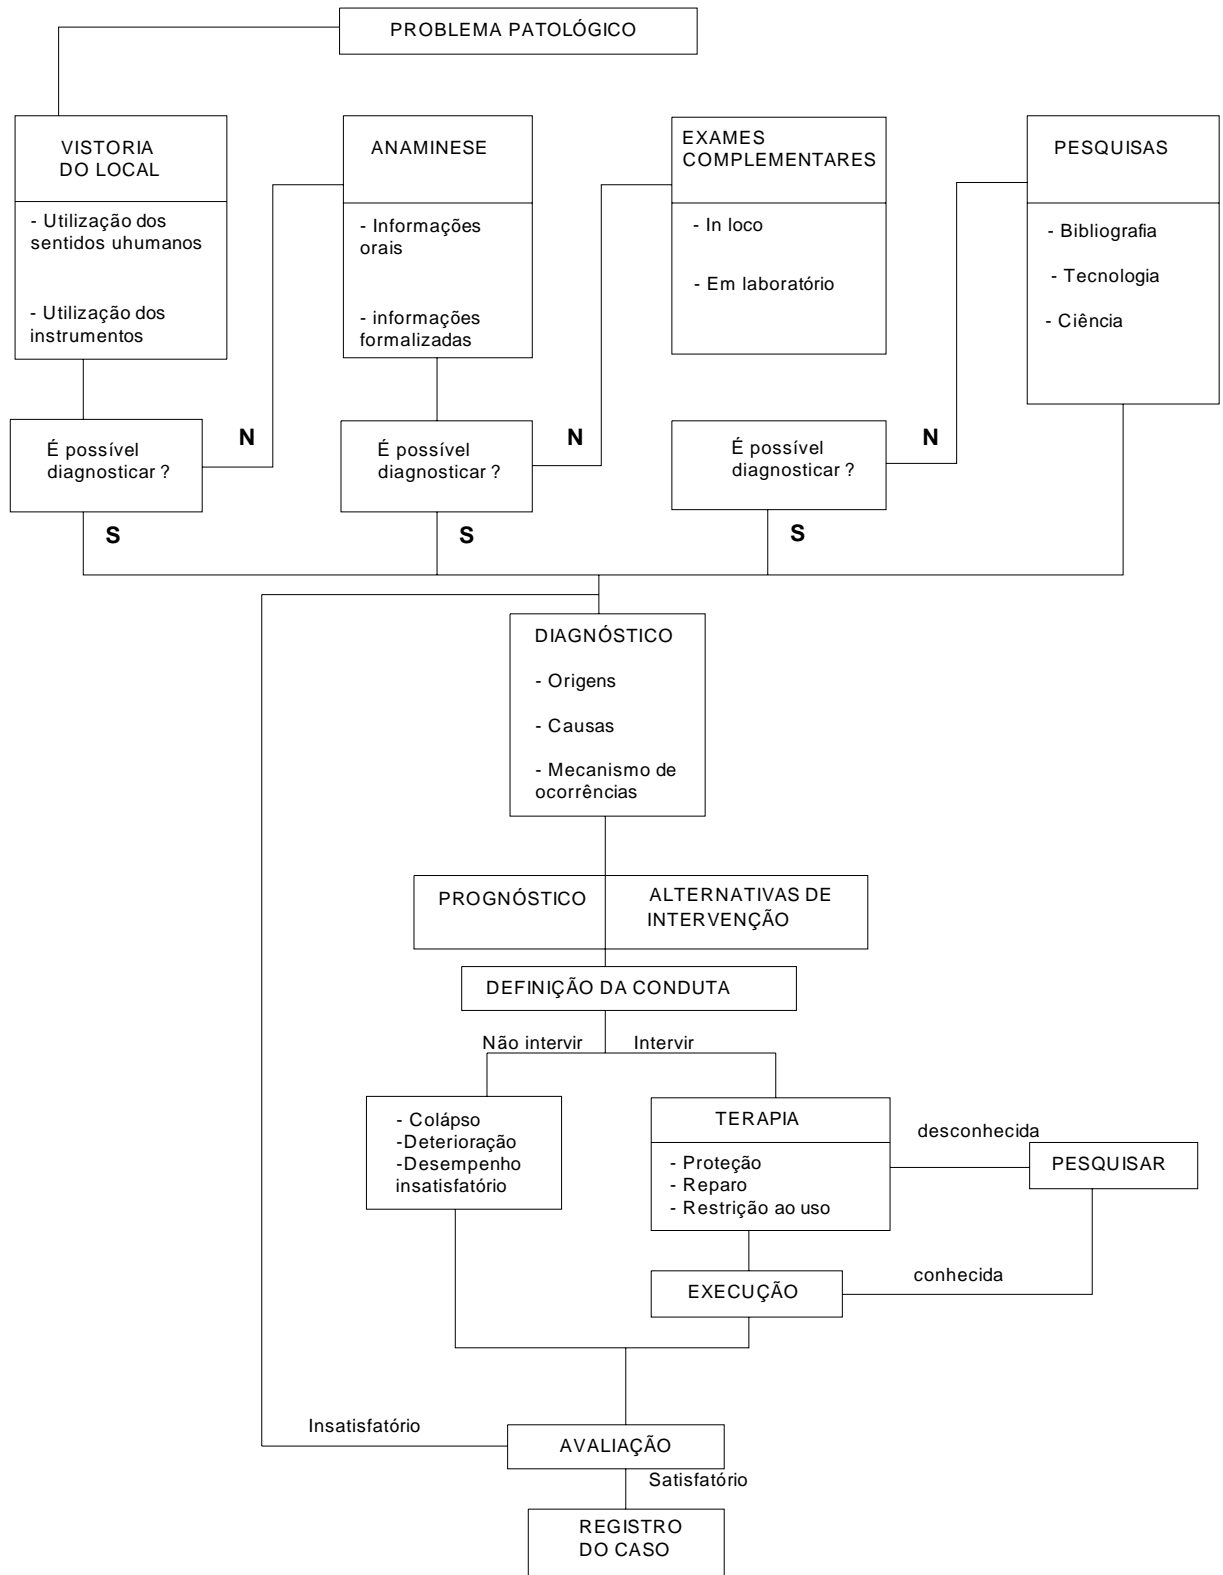 PROBLEMA PATOLÓGICO
VISTORIA
DO LOCAL
- Utilização dos
sentidos uhumanos
- Utilização dos
instrumentos
ANAMINESE
- Informações
orais
- informações
formalizadas
EXAMES
COMPLEMENTARES
- In loco
- Em laboratório
PESQUISAS
- Bibliografia
- Tecnologia
- Ciência
É possível
diagnosticar ?
N
É possível
diagnosticar ?
N
É possível
diagnosticar ?
N
S
S
S
DIAGNÓSTICO
- Origens
- Causas
- Mecanismo de
ocorrências
PROGNÓSTICO
ALTERNATIVAS DE
INTERVENÇÃO
DEFINIÇÃO DA CONDUTA
Não intervir
Intervir
- Colápso
-Deterioração
-Desempenho
insatisfatório
TERAPIA
- Proteção
- Reparo
- Restrição ao uso
desconhecida
PESQUISAR
EXECUÇÃO
conhecida
Insatisfatório
AVALIAÇÃO
Satisfatório
REGISTRO
DO CASO